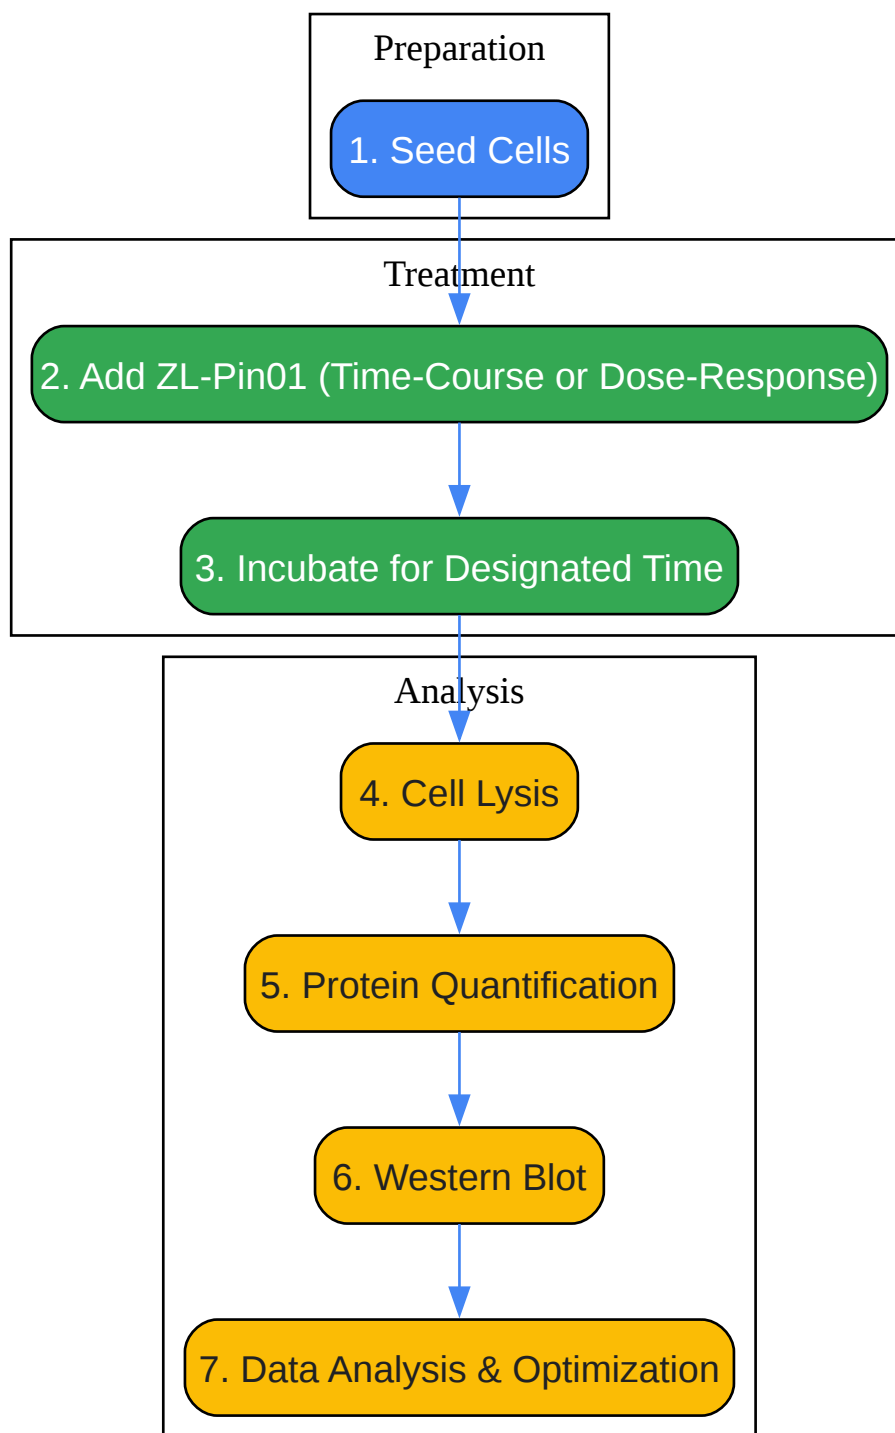 Preparation
1. Seed Cells
Treatment
2. Add ZL-Pin01 (Time-Course or Dose-Response)
3. Incubate for Designated Time
Analysis
4. Cell Lysis
5. Protein Quantification
6. Western Blot
7. Data Analysis & Optimization